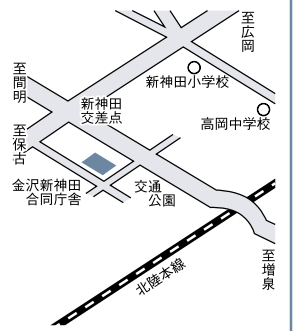 至広岡
新神田小学校
至間明
新神田
交差点
高岡中学校
至保古
金沢新神田
合同庁舎
交通
公園
至増泉
北陸本線